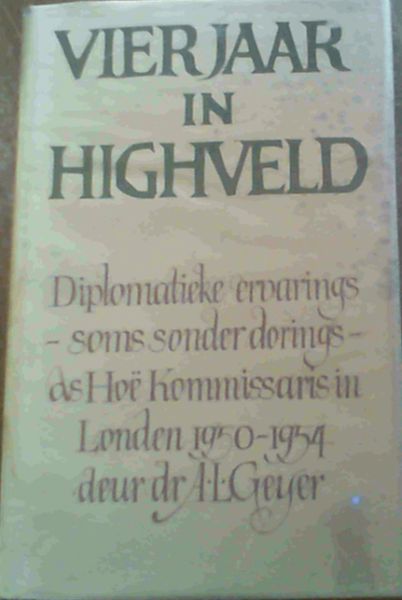 VIER JAAR
IN
HIGHVELD
Diplomatieke ervarings
- soms sonder dorings -
as Hoë Kommissaris in
Londen 1950-1954
deur dr A·L·Geyer